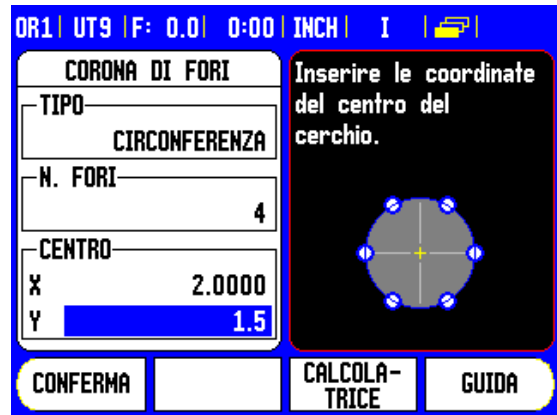 OR1| UT9 |F: 0.0| 0:00| INCH| I |
CORONA DI FORI
TIPO
CIRCONFERENZA
N. FORI
4
CENTRO
X 2.0000
Y 1.5
Inserire le coordinate
del centro del
cerchio.
CONFERMA
CALCOLA-
TRICE
GUIDA